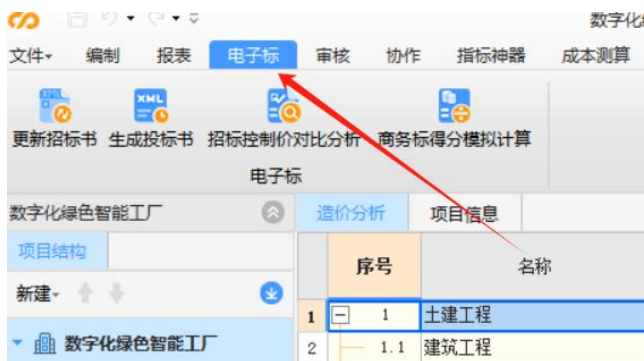 数字化绿
文件 编制 报表 电子标 审核 协作 指标神器 成本测算
XML
更新招标书 生成投标书 招标控制价对比分析 商务标得分模拟计算
电子标
数字化绿色智能工厂 造价分析 项目信息
项目结构
序号 名称
新建
1 1 土建工程
数字化绿色智能工厂 2 1.1 建筑工程